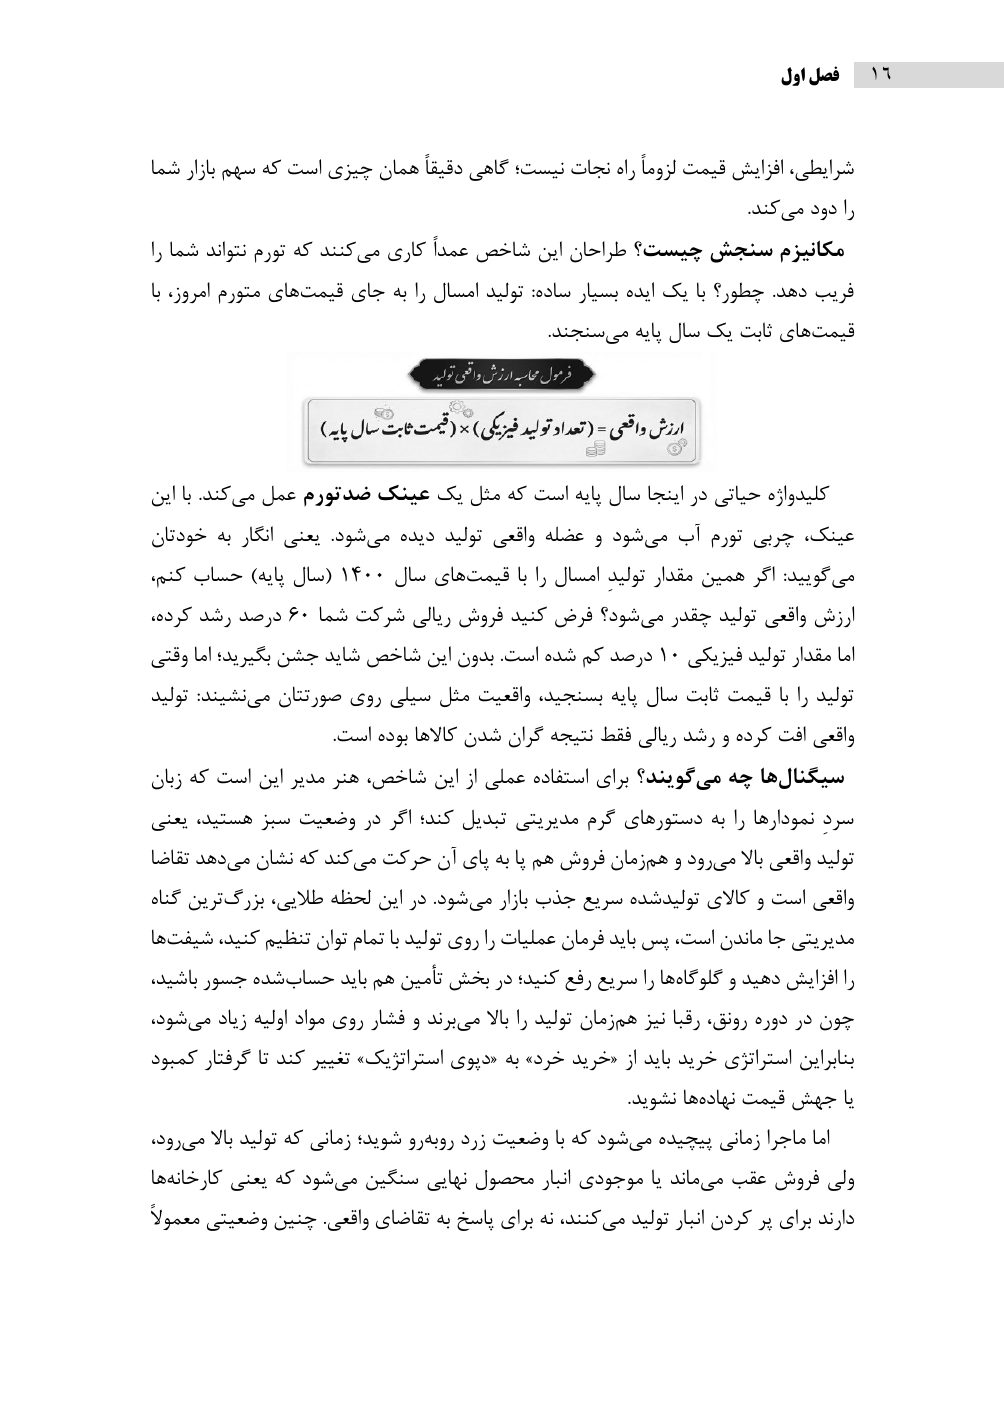 ۱۶ فصل اول
شرایطی، افزایش قیمت لزوماً راه نجات نیست؛ گاهی دقیقاً همان چیزی است که سهم بازار شما
را دود می‌کند.
مکانیزم سنجش چیست؟ طراحان این شاخص عمداً کاری می‌کنند که تورم نتواند شما را
فریب دهد. چطور؟ با یک ایده بسیار ساده: تولید امسال را به جای قیمت‌های متورم امروز، با
قیمت‌های ثابت یک سال پایه می‌سنجند.
فرمول محاسبه ارزش واقعی تولید
ارزش واقعی = (تعداد تولید فیزیکی) × (قیمت ثابت سال پایه)
کلیدواژه حیاتی در اینجا سال پایه است که مثل یک عینک ضدتورم عمل می‌کند. با این
عینک، چربی تورم آب می‌شود و عضله واقعی تولید دیده می‌شود. یعنی انگار به خودتان
می‌گویید: اگر همین مقدار تولیدِ امسال را با قیمت‌های سال ۱۴۰۰ (سال پایه) حساب کنم،
ارزش واقعی تولید چقدر می‌شود؟ فرض کنید فروش ریالی شرکت شما ۶۰ درصد رشد کرده،
اما مقدار تولید فیزیکی ۱۰ درصد کم شده است. بدون این شاخص شاید جشن بگیرید؛ اما وقتی
تولید را با قیمت ثابت سال پایه بسنجید، واقعیت مثل سیلی روی صورتتان می‌نشیند: تولید
واقعی افت کرده و رشد ریالی فقط نتیجه گران شدن کالاها بوده است.
سیگنال‌ها چه می‌گویند؟ برای استفاده عملی از این شاخص، هنر مدیر این است که زبان
سردِ نمودارها را به دستورهای گرم مدیریتی تبدیل کند؛ اگر در وضعیت سبز هستید، یعنی
تولید واقعی بالا می‌رود و هم‌زمان فروش هم پا به پای آن حرکت می‌کند که نشان می‌دهد تقاضا
واقعی است و کالای تولیدشده سریع جذب بازار می‌شود. در این لحظه طلایی، بزرگ‌ترین گناه
مدیریتی جا ماندن است، پس باید فرمان عملیات را روی تولید با تمام توان تنظیم کنید، شیفت‌ها
را افزایش دهید و گلوگاه‌ها را سریع رفع کنید؛ در بخش تأمین هم باید حساب‌شده جسور باشید،
چون در دوره رونق، رقبا نیز هم‌زمان تولید را بالا می‌برند و فشار روی مواد اولیه زیاد می‌شود،
بنابراین استراتژی خرید باید از «خرید خرد» به «دپوی استراتژیک» تغییر کند تا گرفتار کمبود
یا جهش قیمت نهاده‌ها نشوید.
اما ماجرا زمانی پیچیده می‌شود که با وضعیت زرد روبه‌رو شوید؛ زمانی که تولید بالا می‌رود،
ولی فروش عقب می‌ماند یا موجودی انبار محصول نهایی سنگین می‌شود که یعنی کارخانه‌ها
دارند برای پر کردن انبار تولید می‌کنند، نه برای پاسخ به تقاضای واقعی. چنین وضعیتی معمولاً